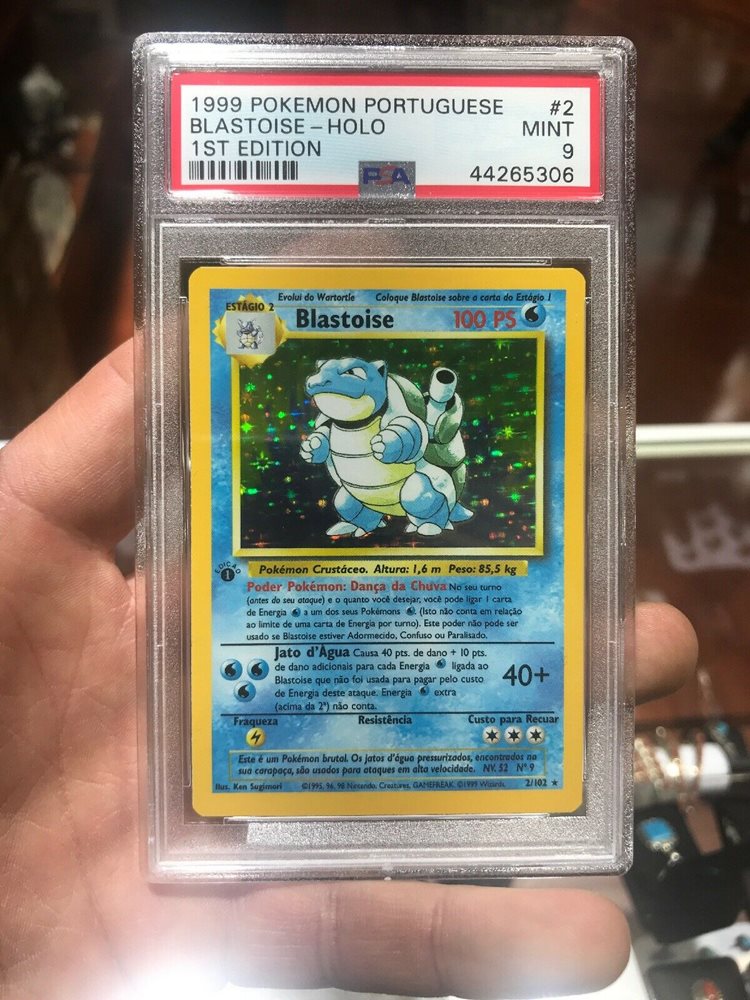 1999 POKEMON PORTUGUESE #2
BLASTOISE - HOLO MINT
1ST EDITION 9
PSA 44265306
Evolui do Wartortle Coloque Blastoise sobre a carta do Estágio 1
ESTÁGIO 2
Blastoise 100 PS
EDIÇÃO
1
Pokémon Crustáceo. Altura: 1,6 m Peso: 85,5 kg
Poder Pokémon: Dança da Chuva No seu turno
(antes do seu ataque) e o quanto você desejar, você pode ligar 1 carta
de Energia a um dos seus Pokémons . (Isto não conta em relação
ao limite de uma carta de Energia por turno). Este poder não pode ser
usado se Blastoise estiver Adormecido, Confuso ou Paralisado.
Jato d'Água Causa 40 pts. de dano + 10 pts.
de dano adicionais para cada Energia ligada ao
Blastoise que não foi usada para pagar pelo custo
de Energia deste ataque. Energia extra
(acima da 2ª) não conta.
40+
Fraqueza Resistência Custo para Recuar
Este é um Pokémon brutal. Os jatos d'água pressurizados, encontrados na
sua carapaça, são usados para ataques em alta velocidade. NV. 52 Nº 9
Ilus. Ken Sugimori ©1995, 96, 98 Nintendo, Creatures, GAMEFREAK. ©1999 Wizards. 2/102 ★